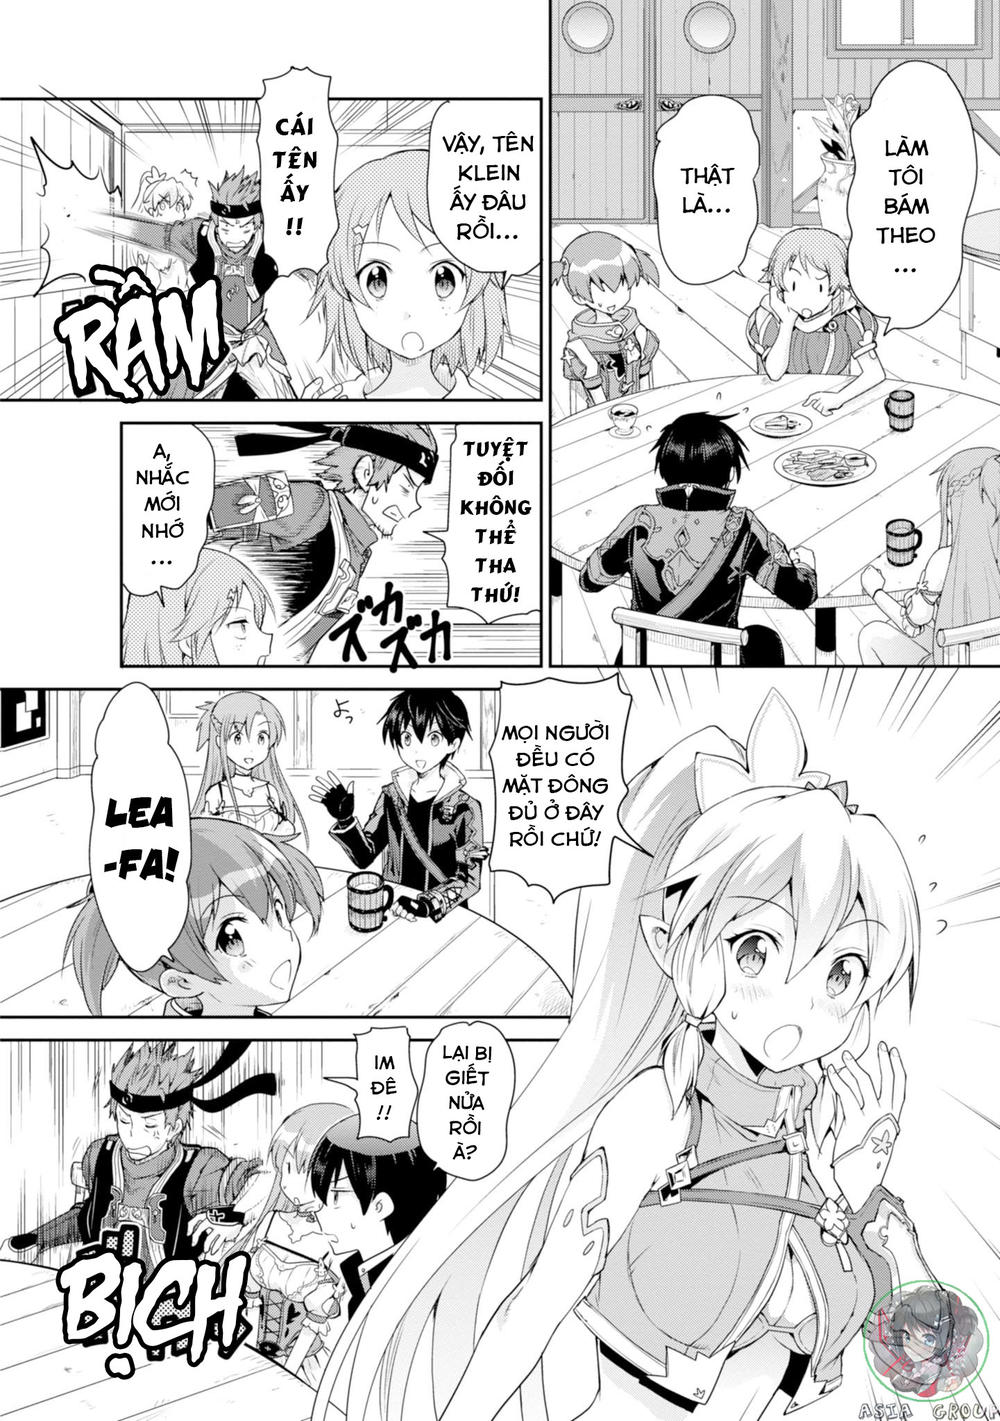 LÀM
TÔI
BÁM
THEO
...
THẬT
LÀ...
VẬY, TÊN
KLEIN
ẤY ĐÂU
RỒI...
CÁI
TÊN
ẤY
!!
RẦM
TUYỆT
ĐỐI
KHÔNG
THỂ
THA
THỨ!
A,
NHẮC
MỚI
NHỚ
...
ズカ
ズカ
MỌI NGƯỜI
ĐỀU CÓ
MẶT ĐÔNG
ĐỦ Ở ĐÂY
RỒI CHỨ!
よっ
LEA
-FA!
LẠI BỊ
GIẾT
NỮA
RỒI
À?
IM
ĐÊ
!!
BỊCH
ASIA GROUP